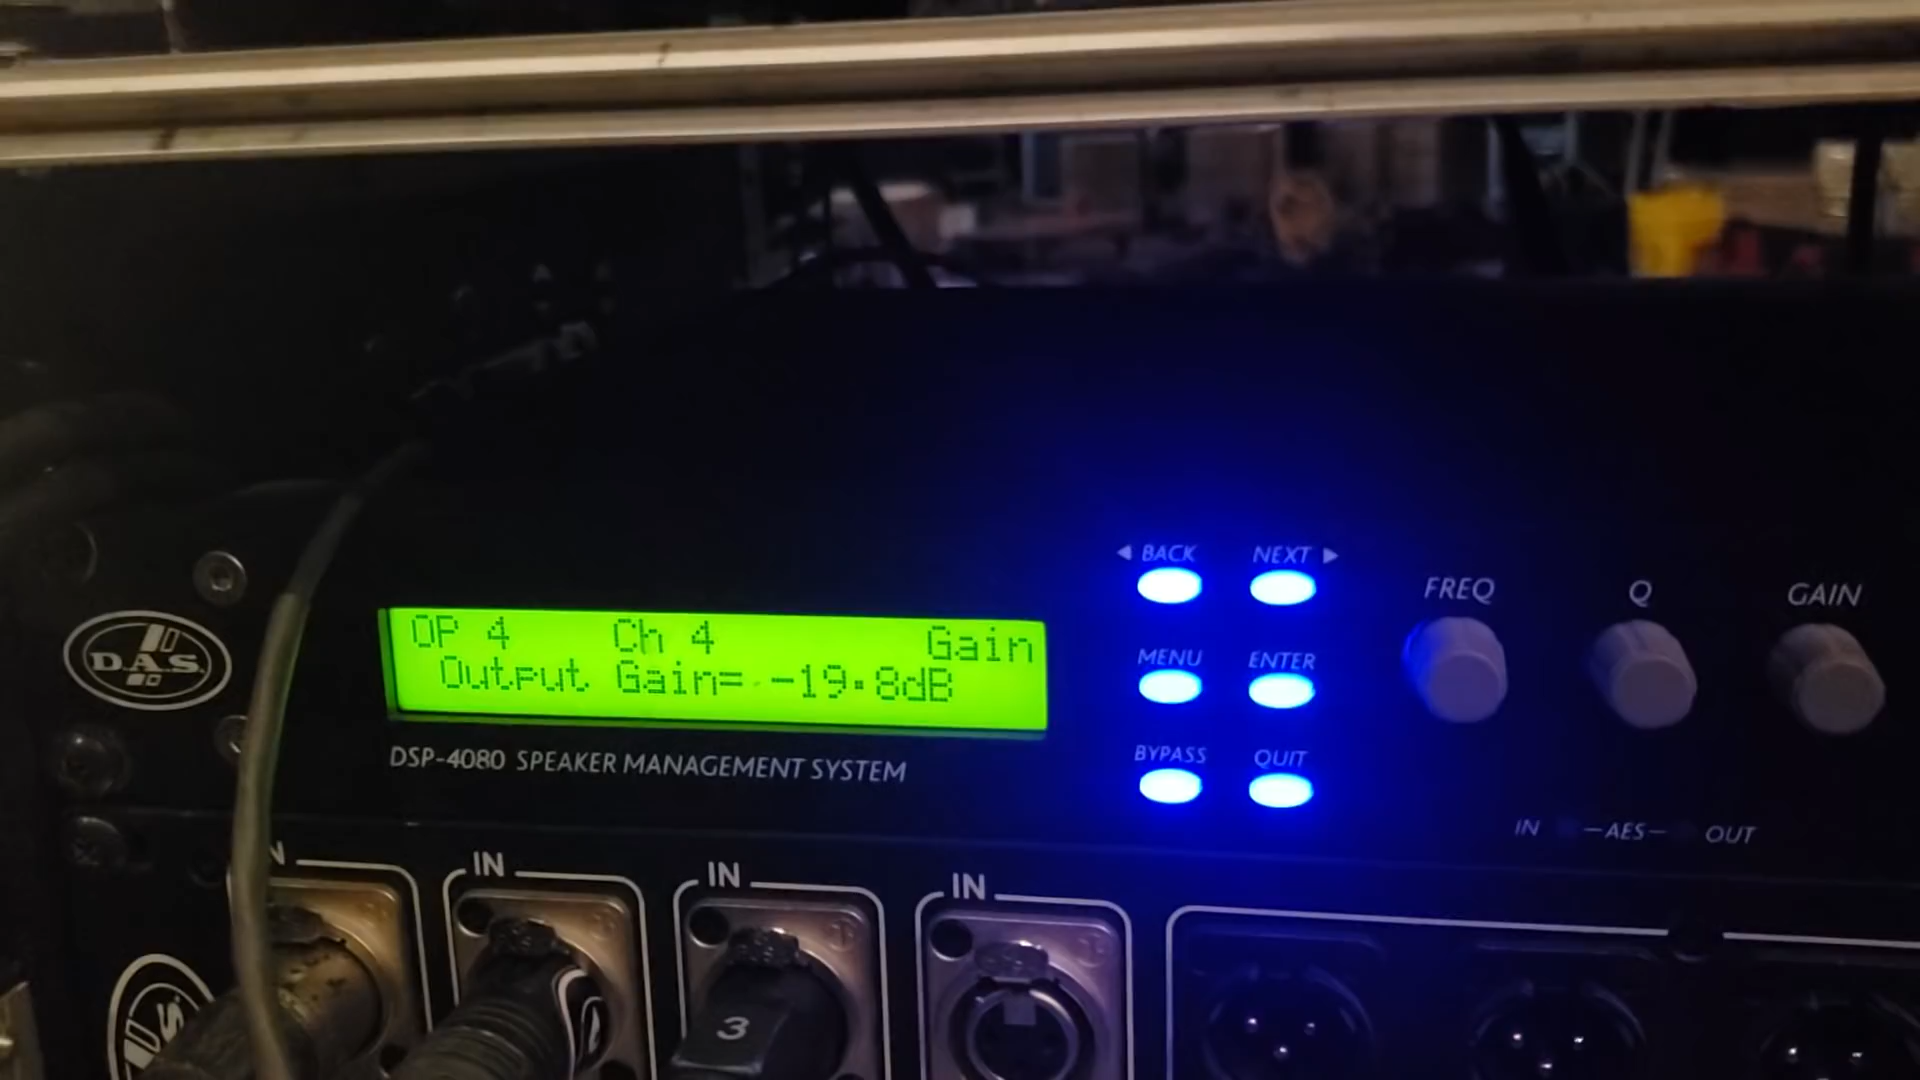 ◀ BACK NEXT ▶
FREQ Q GAIN
D.A.S.
OP 4 Ch 4 Gain
Output Gain= -19.8dB
MENU ENTER
DSP-4080 SPEAKER MANAGEMENT SYSTEM
BYPASS QUIT
IN –AES– OUT
IN IN IN
3